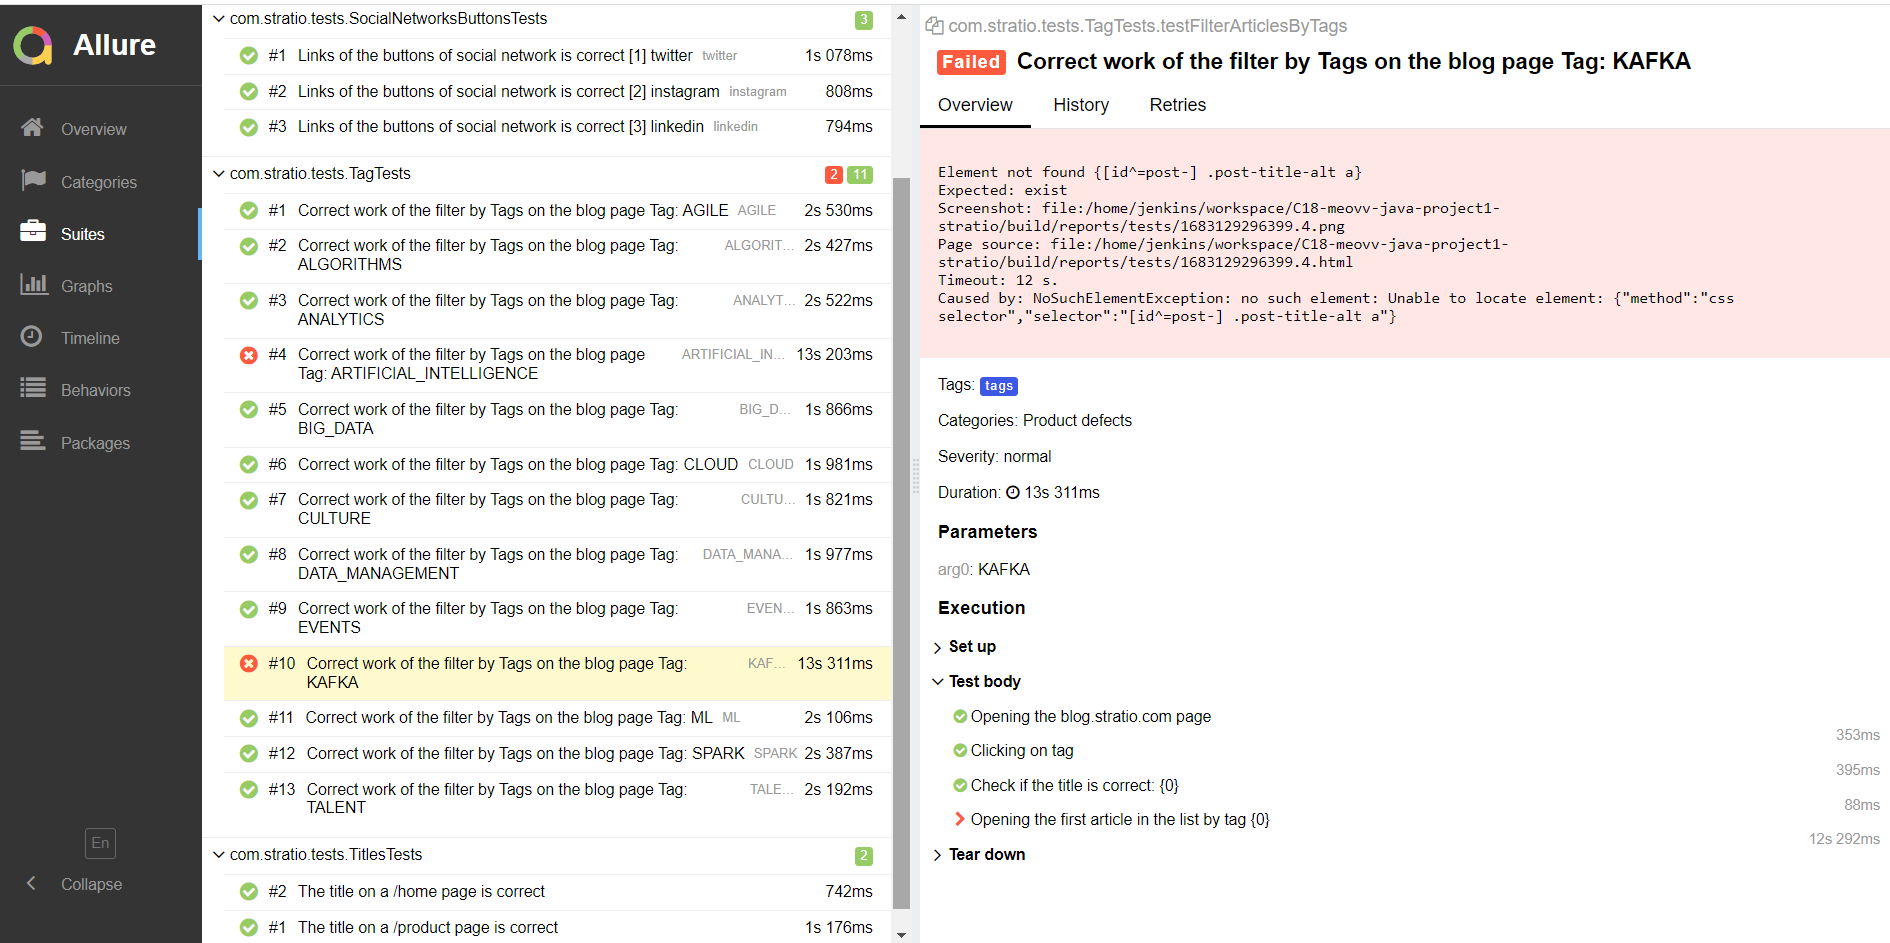 Allure
Overview
Categories
Suites
Graphs
Timeline
Behaviors
Packages
En
Collapse
com.stratio.tests.SocialNetworksButtonsTests 3
#1 Links of the buttons of social network is correct [1] twitter twitter 1s 078ms
#2 Links of the buttons of social network is correct [2] instagram instagram 808ms
#3 Links of the buttons of social network is correct [3] linkedin linkedin 794ms
com.stratio.tests.TagTests 2 11
#1 Correct work of the filter by Tags on the blog page Tag: AGILE AGILE 2s 530ms
#2 Correct work of the filter by Tags on the blog page Tag: ALGORIT... 2s 427ms
ALGORITHMS
#3 Correct work of the filter by Tags on the blog page Tag: ANALYT... 2s 522ms
ANALYTICS
#4 Correct work of the filter by Tags on the blog page ARTIFICIAL_IN... 13s 203ms
Tag: ARTIFICIAL_INTELLIGENCE
#5 Correct work of the filter by Tags on the blog page Tag: BIG_D... 1s 866ms
BIG_DATA
#6 Correct work of the filter by Tags on the blog page Tag: CLOUD CLOUD 1s 981ms
#7 Correct work of the filter by Tags on the blog page Tag: CULTU... 1s 821ms
CULTURE
#8 Correct work of the filter by Tags on the blog page Tag: DATA_MANA... 1s 977ms
DATA_MANAGEMENT
#9 Correct work of the filter by Tags on the blog page Tag: EVEN... 1s 863ms
EVENTS
#10 Correct work of the filter by Tags on the blog page Tag: KAF... 13s 311ms
KAFKA
#11 Correct work of the filter by Tags on the blog page Tag: ML ML 2s 106ms
#12 Correct work of the filter by Tags on the blog page Tag: SPARK SPARK 2s 387ms
#13 Correct work of the filter by Tags on the blog page Tag: TALE... 2s 192ms
TALENT
com.stratio.tests.TitlesTests 2
#2 The title on a /home page is correct 742ms
#1 The title on a /product page is correct 1s 176ms
com.stratio.tests.TagTests.testFilterArticlesByTags
Failed Correct work of the filter by Tags on the blog page Tag: KAFKA
Overview History Retries
Element not found {[id^=post-] .post-title-alt a}
Expected: exist
Screenshot: file:/home/jenkins/workspace/C18-meovv-java-project1-
stratio/build/reports/tests/1683129296399.4.png
Page source: file:/home/jenkins/workspace/C18-meovv-java-project1-
stratio/build/reports/tests/1683129296399.4.html
Timeout: 12 s.
Caused by: NoSuchElementException: no such element: Unable to locate element: {"method":"css
selector","selector":"[id^=post-] .post-title-alt a"}
Tags: tags
Categories: Product defects
Severity: normal
Duration: 13s 311ms
Parameters
arg0: KAFKA
Execution
Set up
Test body
Opening the blog.stratio.com page
353ms
Clicking on tag
395ms
Check if the title is correct: {0}
88ms
Opening the first article in the list by tag {0}
12s 292ms
Tear down